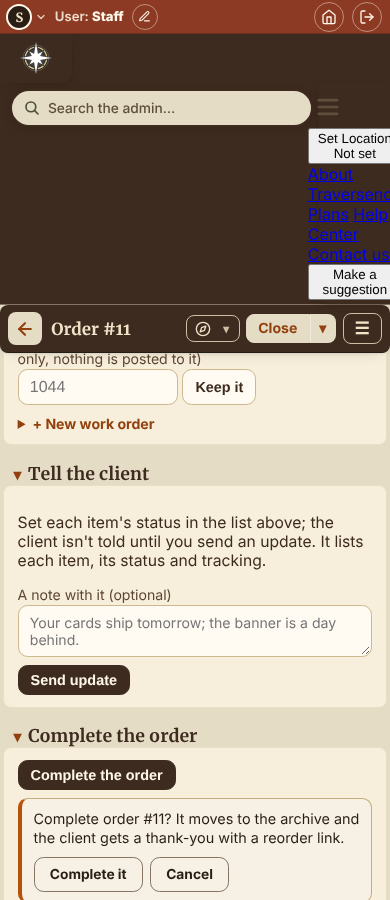 S User: Staff
Search the admin...
Set Location
Not set
About
Plans Help
Center
Contact us
Make a
suggestion
Order #11
Close
only, nothing is posted to it)
1044
Keep it
+ New work order
Tell the client
Set each item's status in the list above; the
client isn't told until you send an update. It lists
each item, its status and tracking.
A note with it (optional)
Your cards ship tomorrow; the banner is a day
behind.
Send update
Complete the order
Complete the order
Complete order #11? It moves to the archive and
the client gets a thank-you with a reorder link.
Complete it
Cancel